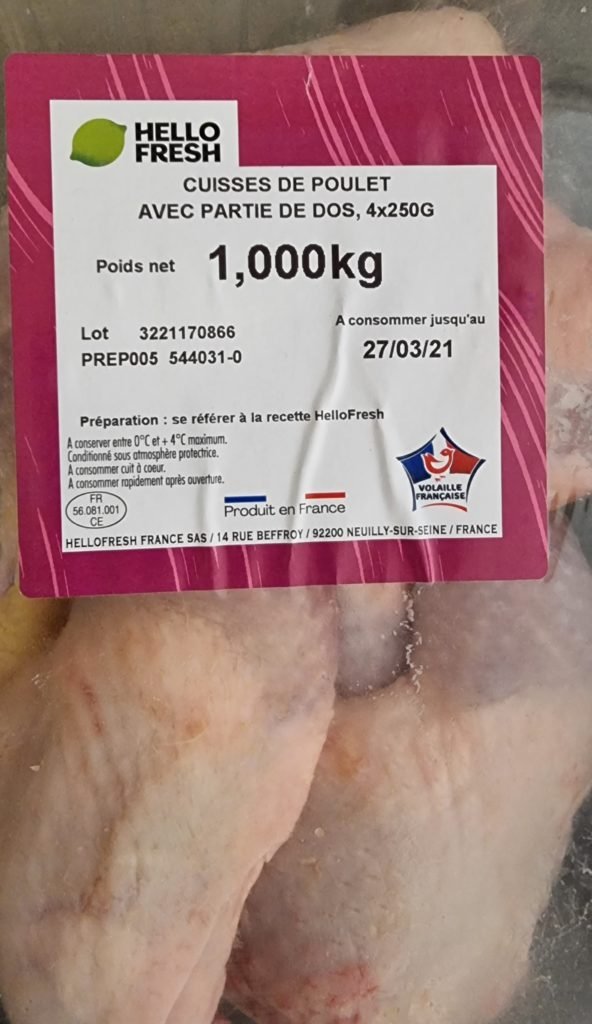 HELLO
FRESH
CUISSES DE POULET
AVEC PARTIE DE DOS, 4x250G
Poids net 1,000kg
A consommer jusqu'au
Lot 3221170866
27/03/21
PREP005 544031-0
Préparation : se référer à la recette HelloFresh
A conserver entre 0°C et + 4°C maximum.
Conditionné sous atmosphère protectrice.
A consommer cuit à coeur.
A consommer rapidement après ouverture.
FR
56.081.001
CE
Produit en France
VOLAILLE
FRANÇAISE
HELLOFRESH FRANCE SAS / 14 RUE BEFFROY / 92200 NEUILLY-SUR-SEINE / FRANCE